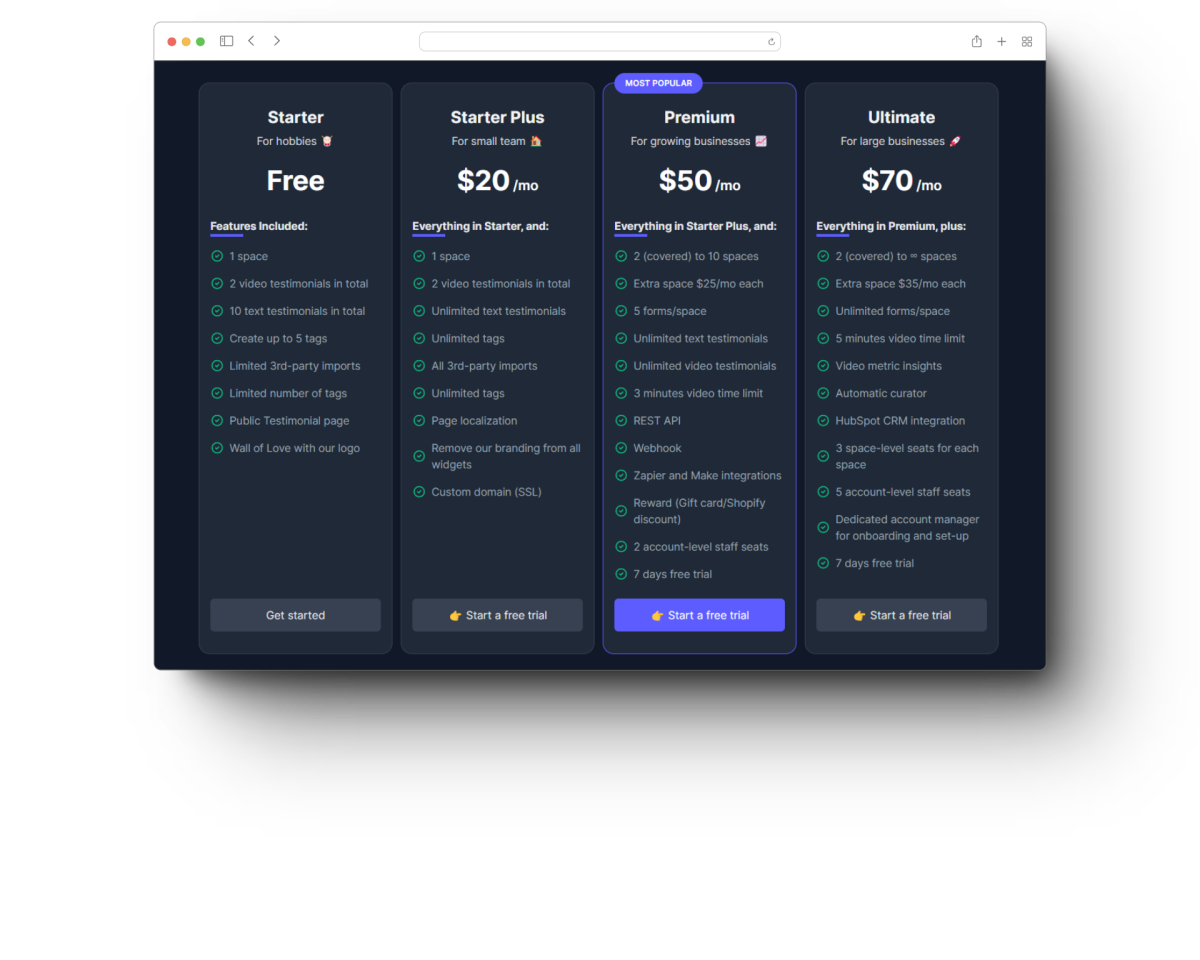 Starter
For hobbies
Free
Features Included:
1 space
2 video testimonials in total
10 text testimonials in total
Create up to 5 tags
Limited 3rd-party imports
Limited number of tags
Public Testimonial page
Wall of Love with our logo
Get started
Starter Plus
For small team
$20 /mo
Everything in Starter, and:
1 space
2 video testimonials in total
Unlimited text testimonials
Unlimited tags
All 3rd-party imports
Unlimited tags
Page localization
Remove our branding from all
widgets
Custom domain (SSL)
👉 Start a free trial
MOST POPULAR
Premium
For growing businesses 📈
$50 /mo
Everything in Starter Plus, and:
2 (covered) to 10 spaces
Extra space $25/mo each
5 forms/space
Unlimited text testimonials
Unlimited video testimonials
3 minutes video time limit
REST API
Webhook
Zapier and Make integrations
Reward (Gift card/Shopify
discount)
2 account-level staff seats
7 days free trial
👉 Start a free trial
Ultimate
For large businesses 🚀
$70 /mo
Everything in Premium, plus:
2 (covered) to ∞ spaces
Extra space $35/mo each
Unlimited forms/space
5 minutes video time limit
Video metric insights
Automatic curator
HubSpot CRM integration
3 space-level seats for each
space
5 account-level staff seats
Dedicated account manager
for onboarding and set-up
7 days free trial
👉 Start a free trial